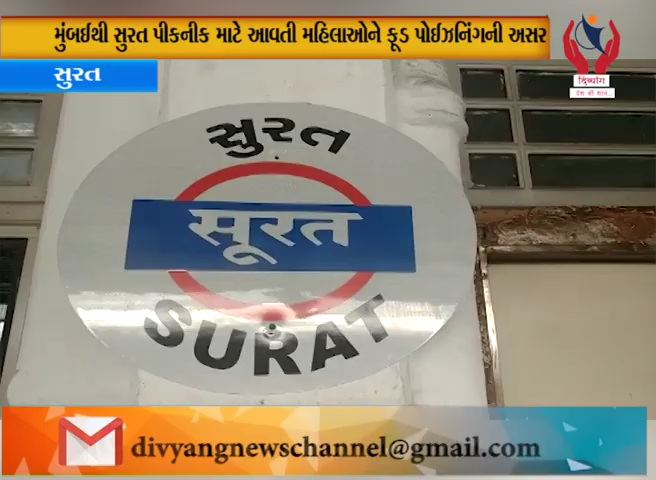 મુંબઈથી સુરત પીકનીક માટે આવતી મહિલાઓને ફૂડ પોઈઝનિંગની અસર
दिव्यांग
देश की शान...
સુરત
સુરત
सूरत
SURAT
divyangnewschannel@gmail.com